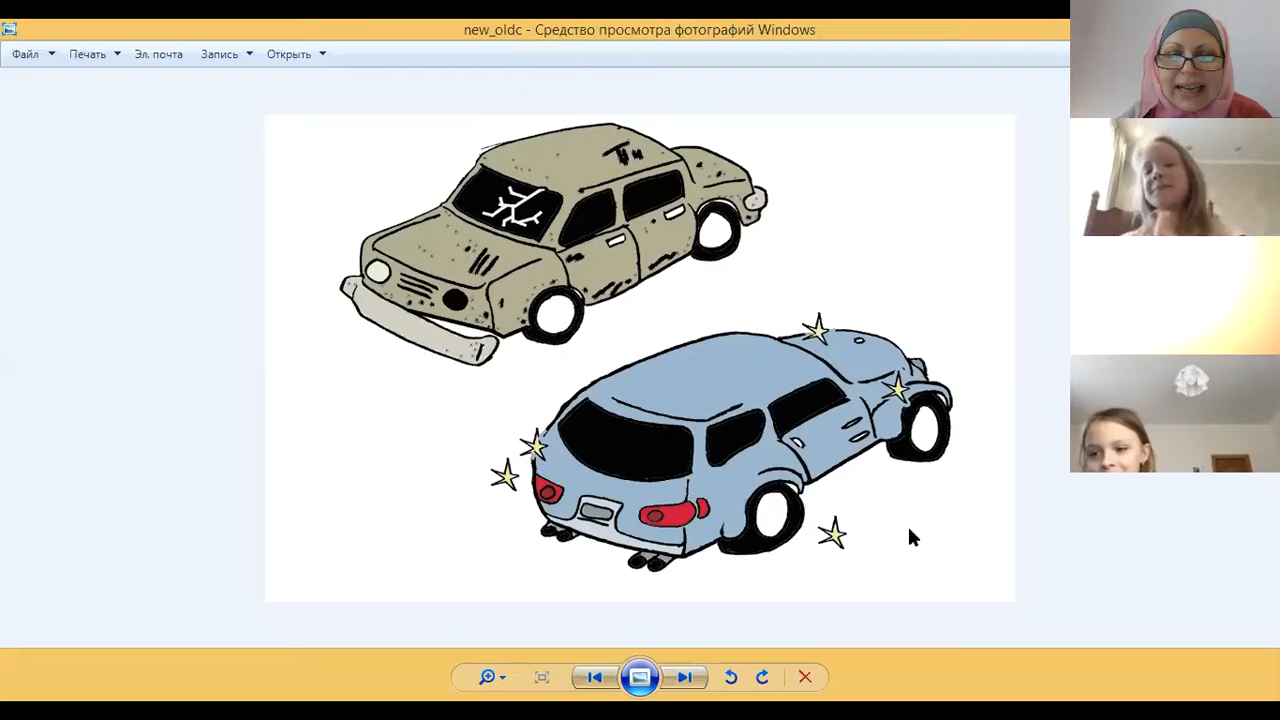 new_oldc - Средство просмотра фотографий Windows
Файл Печать Эл. почта Запись Открыть